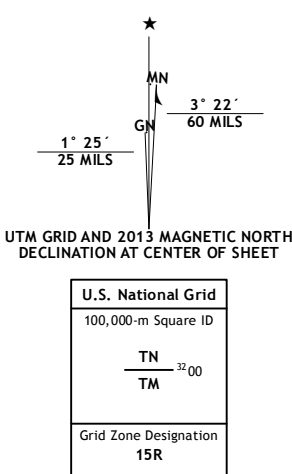 ★
MN
3° 22´
60 MILS
GN
1° 25´
25 MILS
UTM GRID AND 2013 MAGNETIC NORTH
DECLINATION AT CENTER OF SHEET
U.S. National Grid
100,000-m Square ID
TN
3200
TM
Grid Zone Designation
15R